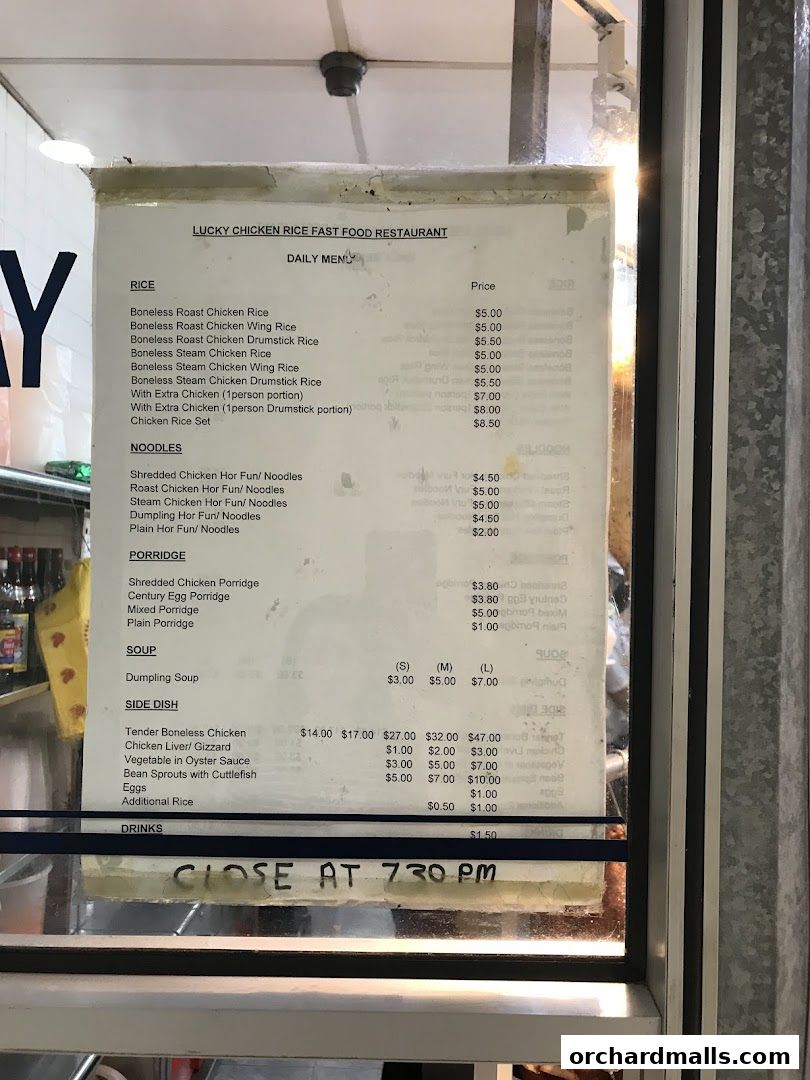 AY
LUCKY CHICKEN RICE FAST FOOD RESTAURANT
DAILY MENU
RICE Price
Boneless Roast Chicken Rice $5.00
Boneless Roast Chicken Wing Rice $5.00
Boneless Roast Chicken Drumstick Rice $5.50
Boneless Steam Chicken Rice $5.00
Boneless Steam Chicken Wing Rice $5.00
Boneless Steam Chicken Drumstick Rice $5.50
With Extra Chicken (1person portion) $7.00
With Extra Chicken (1person Drumstick portion) $8.00
Chicken Rice Set $8.50
NOODLES
Shredded Chicken Hor Fun/ Noodles $4.50
Roast Chicken Hor Fun/ Noodles $5.00
Steam Chicken Hor Fun/ Noodles $5.00
Dumpling Hor Fun/ Noodles $4.50
Plain Hor Fun/ Noodles $2.00
PORRIDGE
Shredded Chicken Porridge $3.80
Century Egg Porridge $3.80
Mixed Porridge $5.00
Plain Porridge $1.00
SOUP
(S) (M) (L)
Dumpling Soup $3.00 $5.00 $7.00
SIDE DISH
Tender Boneless Chicken $14.00 $17.00 $27.00 $32.00 $47.00
Chicken Liver/ Gizzard $1.00 $2.00 $3.00
Vegetable in Oyster Sauce $3.00 $5.00 $7.00
Bean Sprouts with Cuttlefish $5.00 $7.00 $10.00
Eggs $1.00
Additional Rice $0.50 $1.00
DRINKS $1.50
CLOSE AT 730 PM
orchardmalls.com